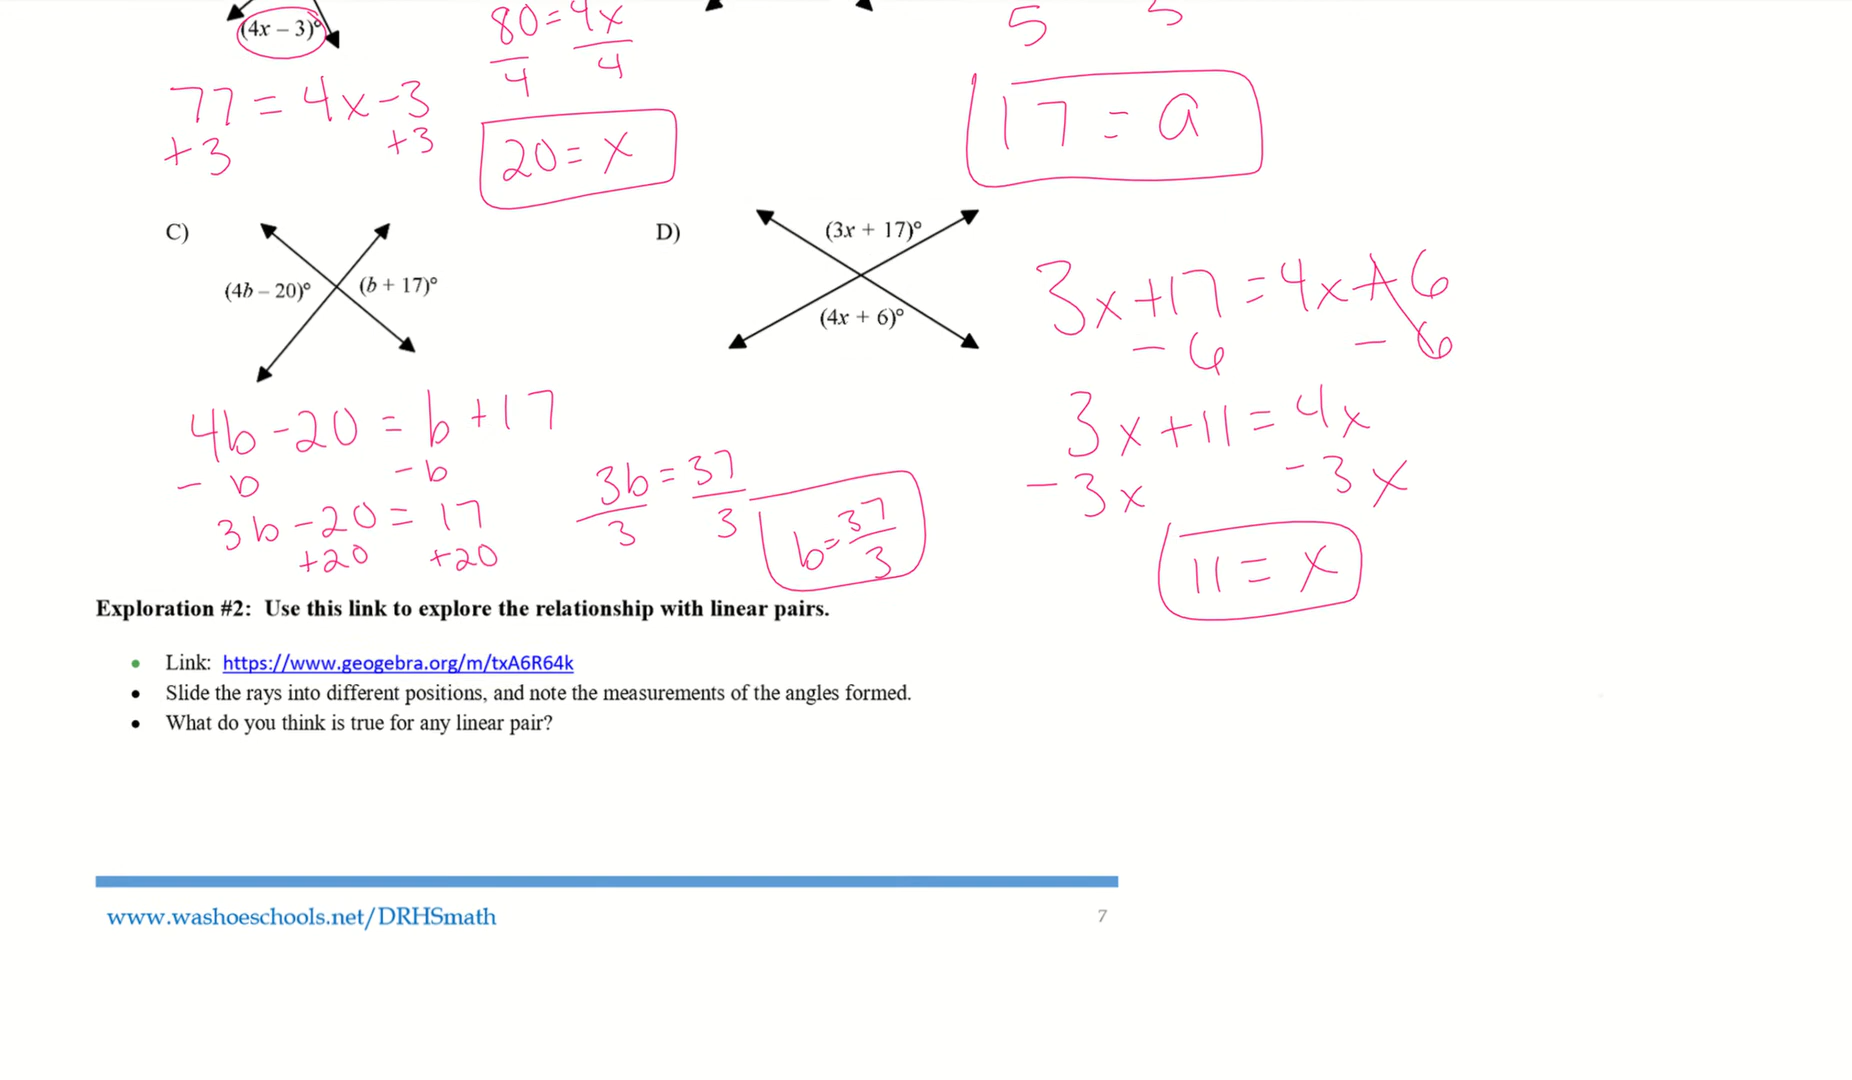 (4x – 3)°
80 = 4x
4 4
5 5
77 = 4x - 3
+3 +3
20 = x
17 = a
C)
(4b – 20)°
(b + 17)°
4b - 20 = b + 17
- b - b
3b - 20 = 17
+20 +20
3b = 37
3 3
b = 37
3
D)
(3x + 17)°
(4x + 6)°
3x + 17 = 4x + 6
- 6 - 6
3x + 11 = 4x
- 3x - 3x
11 = x
Exploration #2: Use this link to explore the relationship with linear pairs.
• Link: https://www.geogebra.org/m/txA6R64k
• Slide the rays into different positions, and note the measurements of the angles formed.
• What do you think is true for any linear pair?
www.washoeschools.net/DRHSmath
7